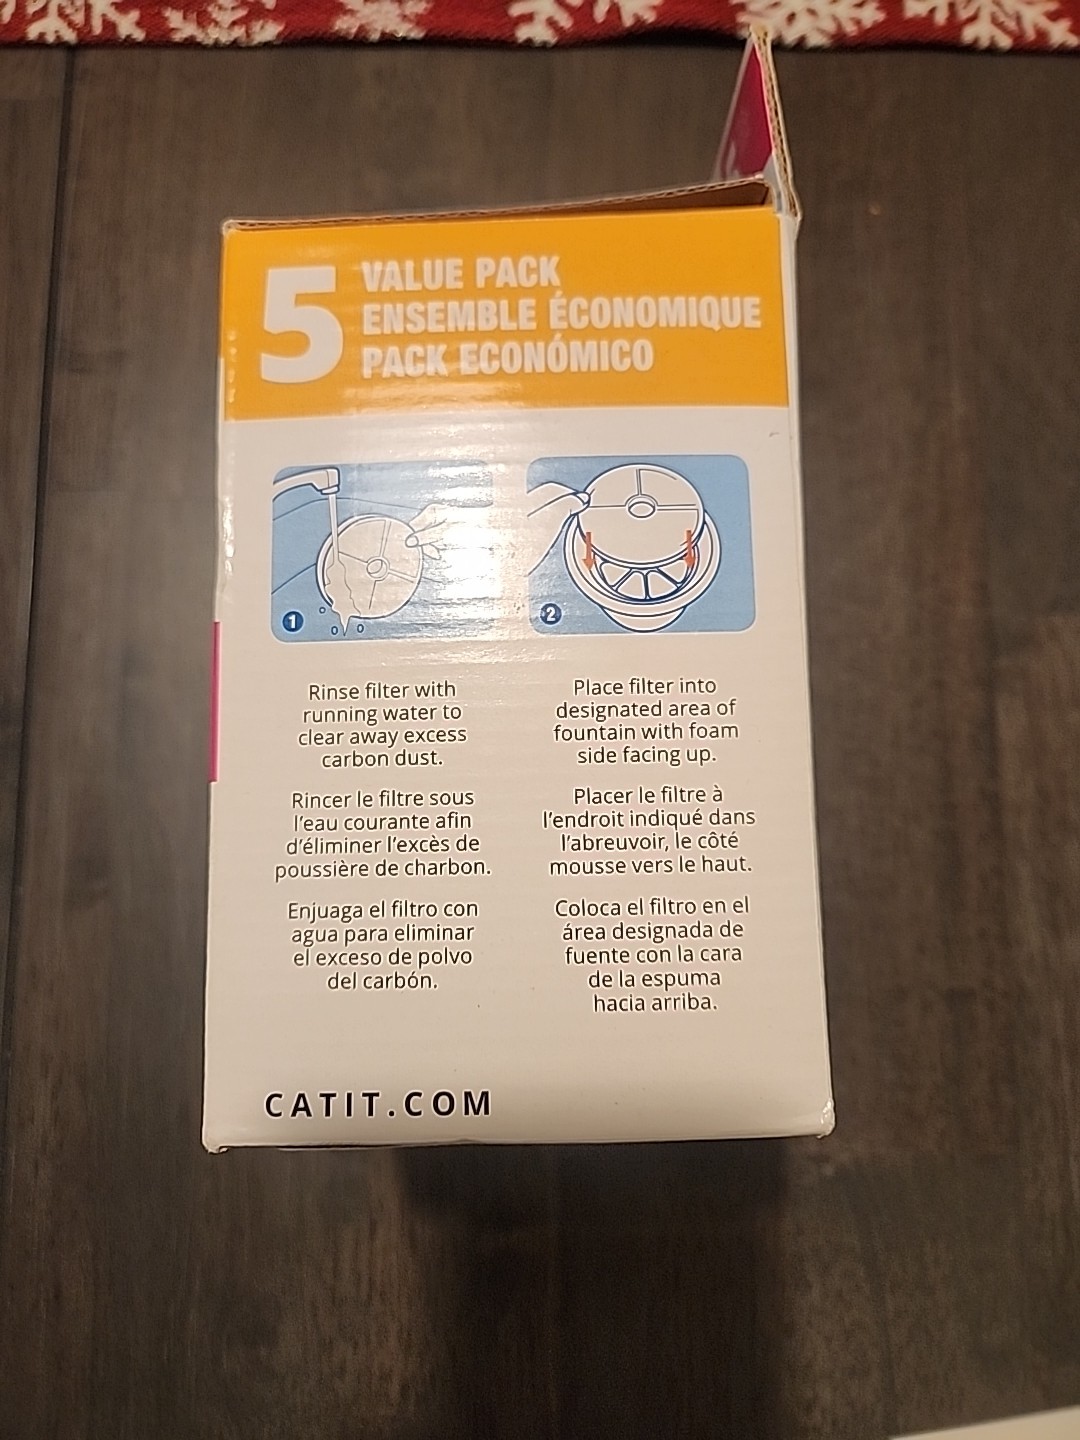 5
VALUE PACK
ENSEMBLE ÉCONOMIQUE
PACK ECONÓMICO
1
2
Rinse filter with
running water to
clear away excess
carbon dust.
Rincer le filtre sous
l'eau courante afin
d'éliminer l'excès de
poussière de charbon.
Enjuaga el filtro con
agua para eliminar
el exceso de polvo
del carbón.
Place filter into
designated area of
fountain with foam
side facing up.
Placer le filtre à
l'endroit indiqué dans
l'abreuvoir, le côté
mousse vers le haut.
Coloca el filtro en el
área designada de
fuente con la cara
de la espuma
hacia arriba.
CATIT.COM